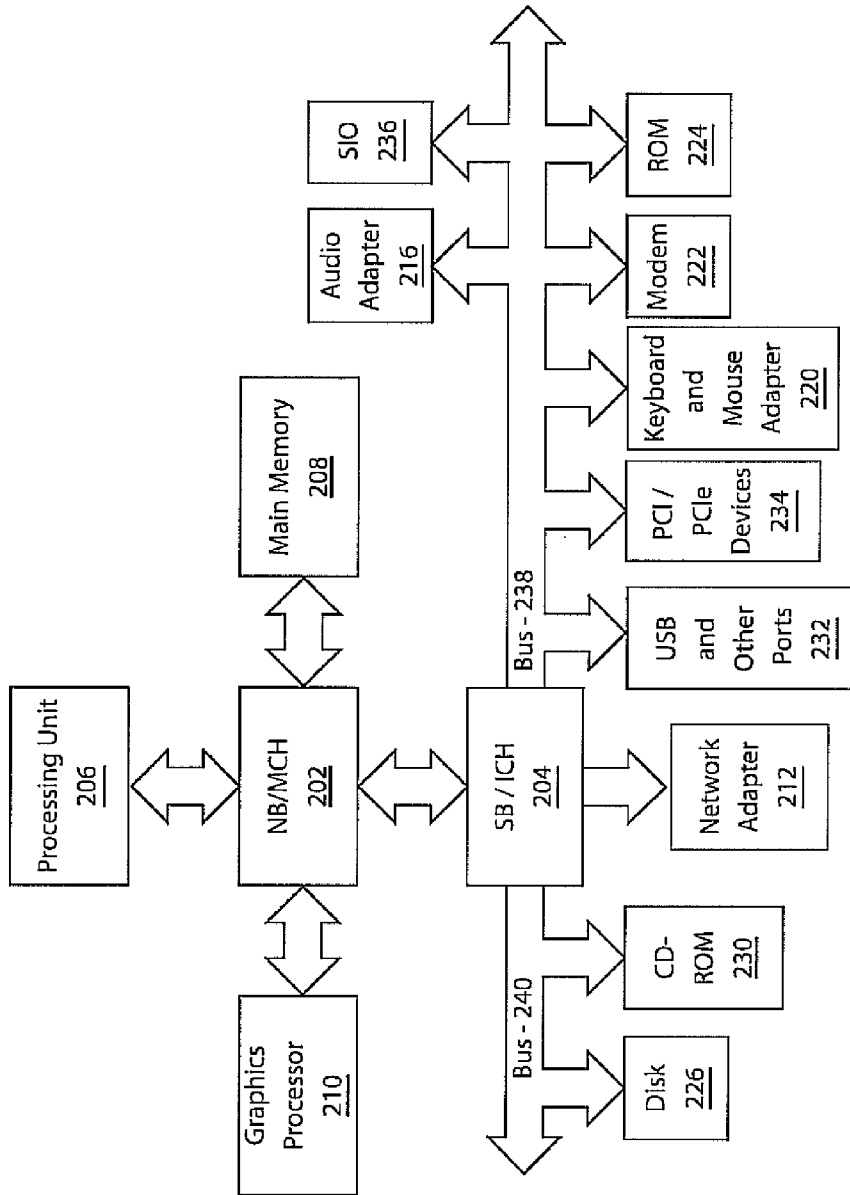 Processing Unit
206
Graphics
Processor
210
NB/MCH
202
Main Memory
208
Audio
Adapter
216
SIO
236
SB / ICH
204
Bus - 240
Bus - 238
Disk
226
CD-
ROM
230
Network
Adapter
212
USB
and
Other
Ports
232
PCI /
PCIe
Devices
234
Keyboard
and
Mouse
Adapter
220
Modem
222
ROM
224